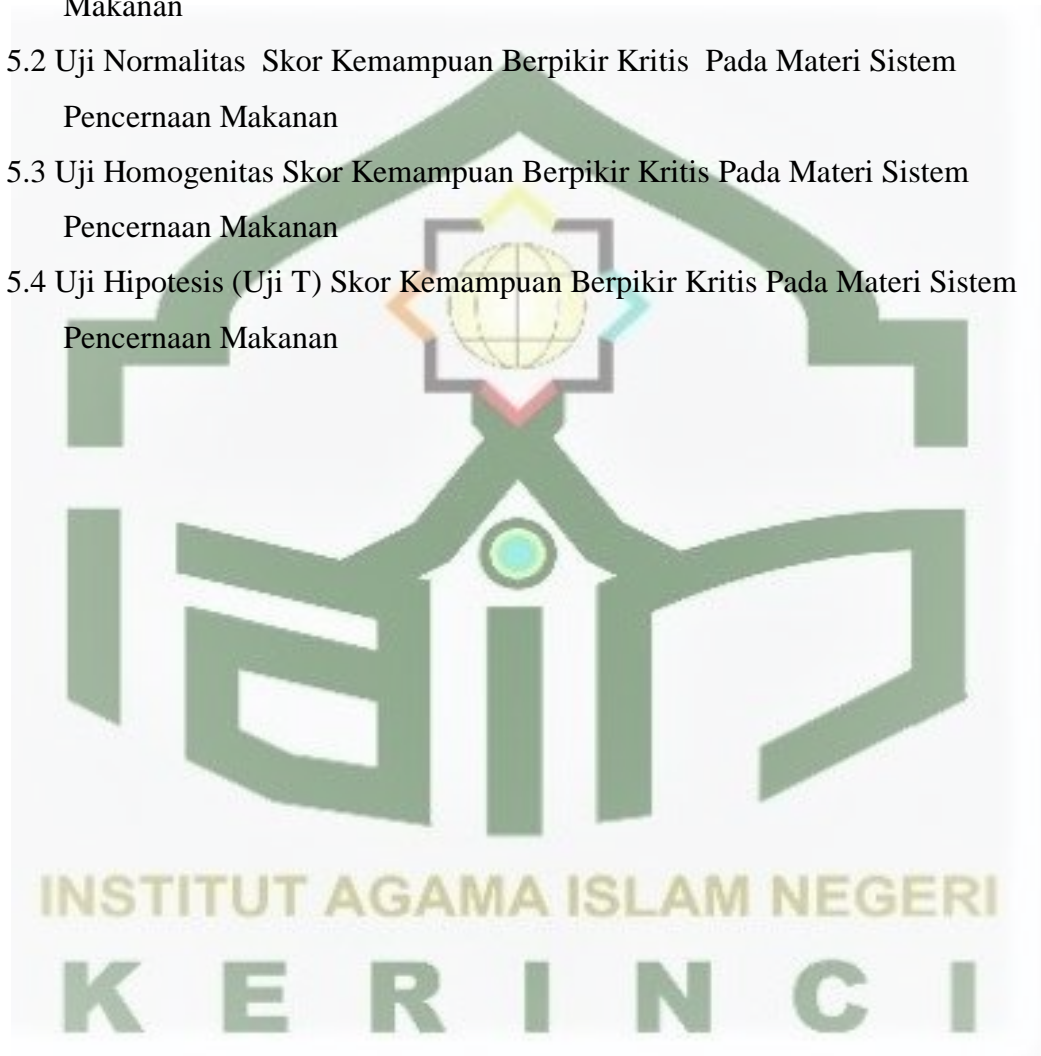 Makanan
5.2 Uji Normalitas  Skor Kemampuan Berpikir Kritis  Pada Materi Sistem
Pencernaan Makanan
5.3 Uji Homogenitas Skor Kemampuan Berpikir Kritis Pada Materi Sistem
Pencernaan Makanan
5.4 Uji Hipotesis (Uji T) Skor Kemampuan Berpikir Kritis Pada Materi Sistem
Pencernaan Makanan
iain
INSTITUT AGAMA ISLAM NEGERI
KERINCI